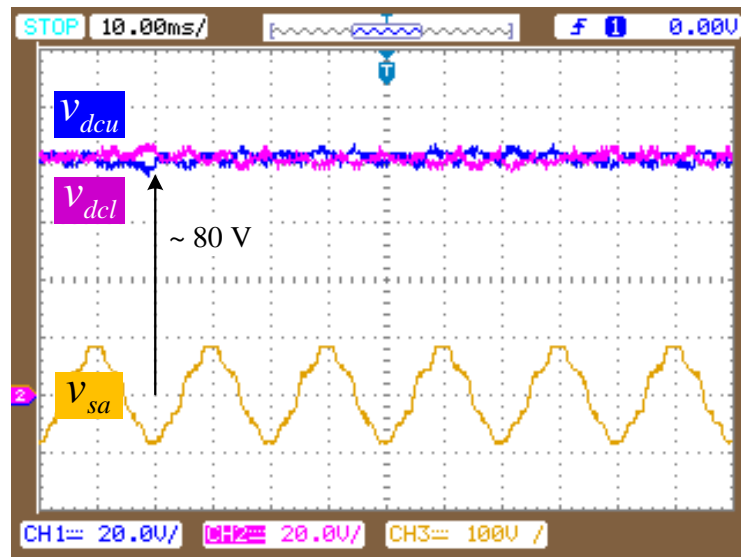 STOP 10.00ms/ T 1 0.00V
T
v_dcu
v_dcl
~ 80 V
2
v_sa
CH1 20.0V/ CH2 20.0V/ CH3 100V /